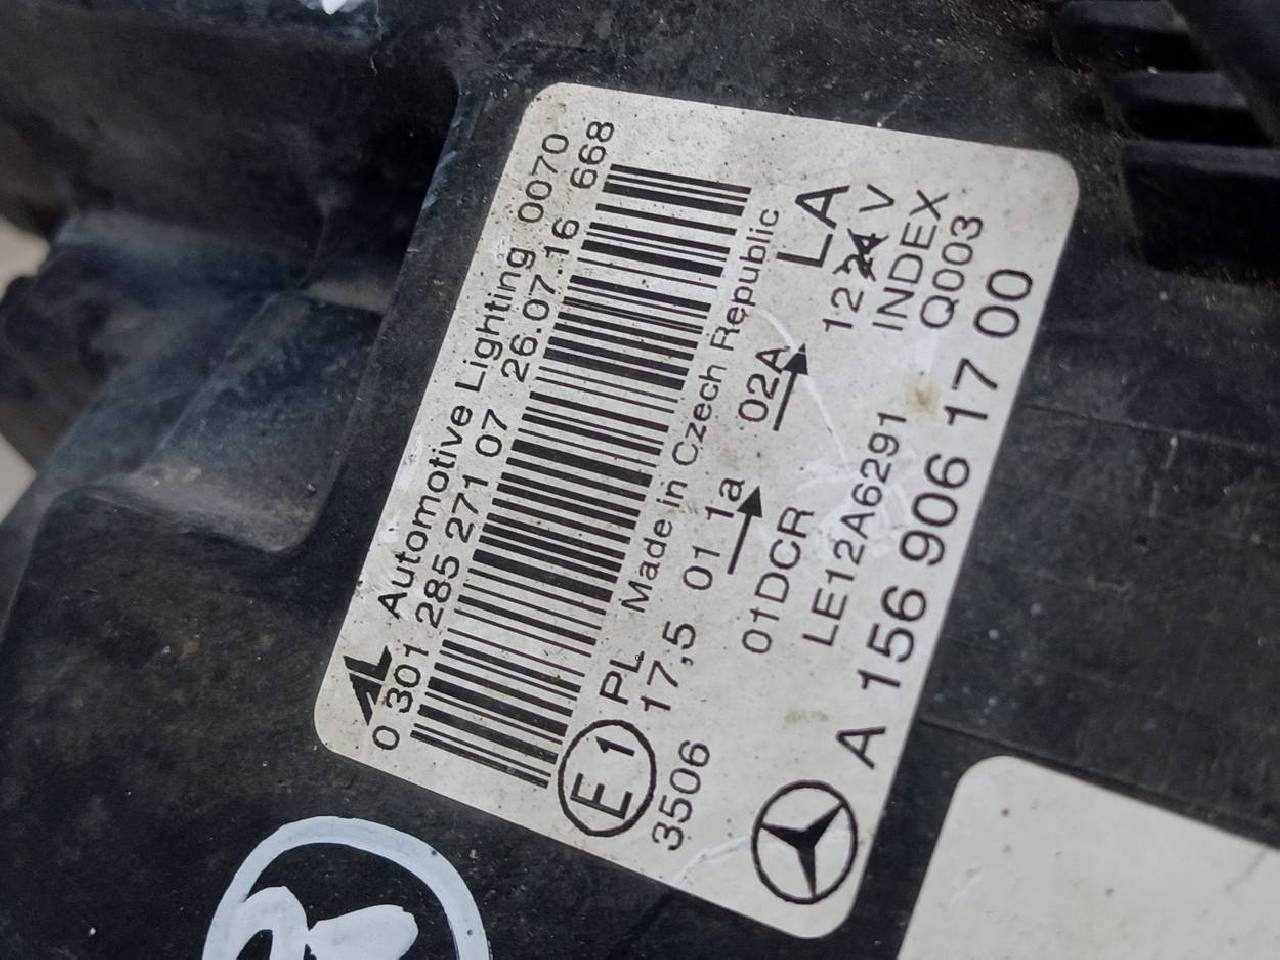 AL Automotive Lighting 0070
0 301 285 271 07 26.07.16 668
E1 PL Made in Czech Republic
3506 17,5 01 1a 02A LA
01DCR 12 24 V
LE12A6291 INDEX
Q003
A 156 906 17 00